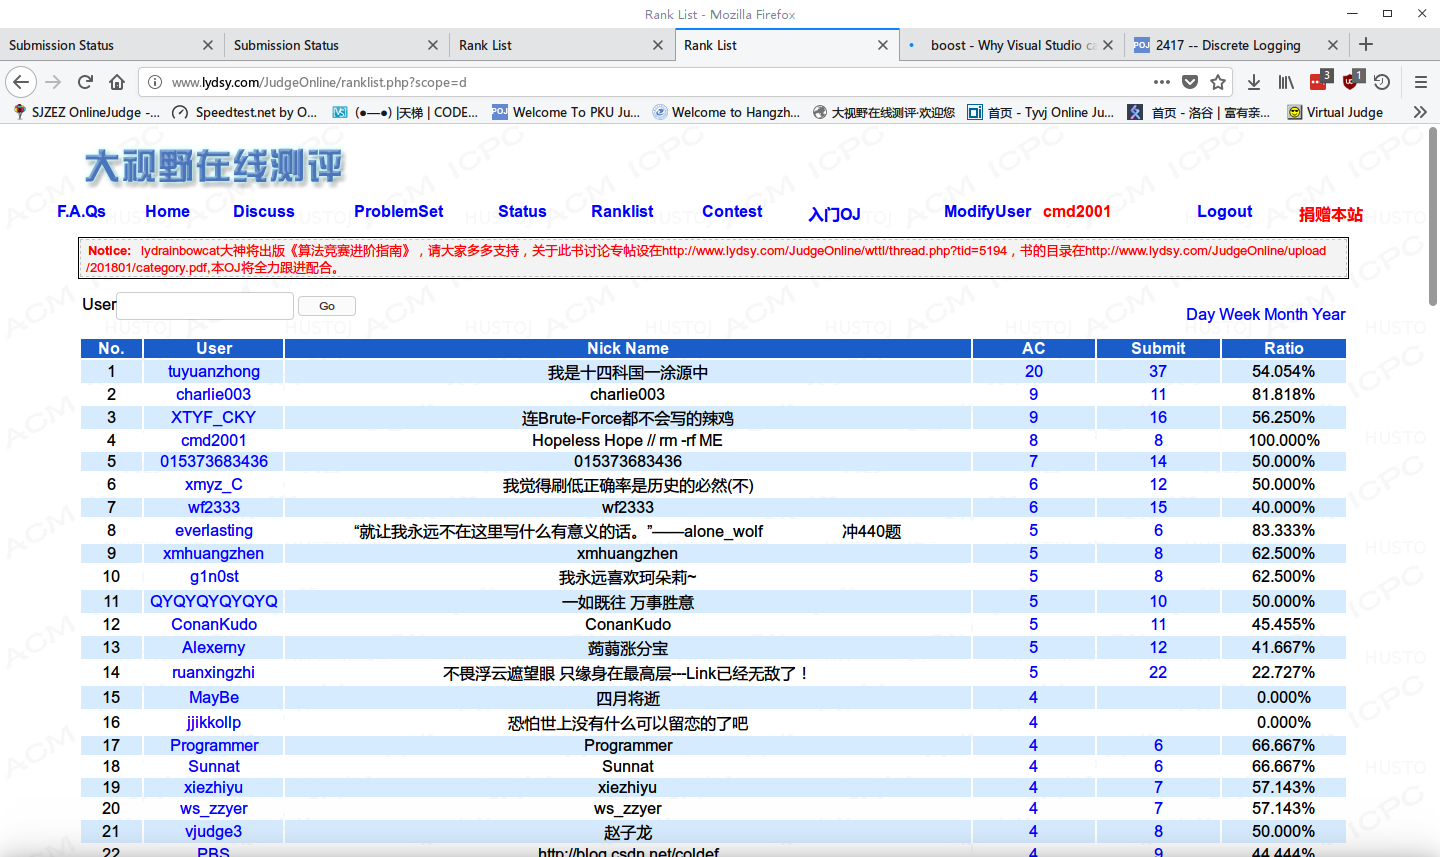 Rank List - Mozilla Firefox
Submission Status
Submission Status
Rank List
Rank List
boost - Why Visual Studio ca
POJ 2417 -- Discrete Logging
www.lydsy.com/JudgeOnline/ranklist.php?scope=d
3
1
SJZEZ OnlineJudge -...
Speedtest.net by O...
(●—●) |天梯 | CODE...
POJ Welcome To PKU Ju...
Welcome to Hangzh...
大视野在线测评·欢迎您
首页 - Tyvj Online Ju...
首页 - 洛谷 | 富有亲...
Virtual Judge
大视野在线测评
F.A.Qs Home Discuss ProblemSet Status Ranklist Contest 入门OJ ModifyUser cmd2001 Logout 捐赠本站
Notice: lydrainbowcat大神将出版《算法竞赛进阶指南》，请大家多多支持，关于此书讨论专帖设在http://www.lydsy.com/JudgeOnline/wttl/thread.php?tid=5194，书的目录在http://www.lydsy.com/JudgeOnline/upload
/201801/category.pdf,本OJ将全力跟进配合。
User Go
Day Week Month Year
No. User Nick Name AC Submit Ratio
1 tuyuanzhong 我是十四科国一涂源中 20 37 54.054%
2 charlie003 charlie003 9 11 81.818%
3 XTYF_CKY 连Brute-Force都不会写的辣鸡 9 16 56.250%
4 cmd2001 Hopeless Hope // rm -rf ME 8 8 100.000%
5 015373683436 015373683436 7 14 50.000%
6 xmyz_C 我觉得刷低正确率是历史的必然(不) 6 12 50.000%
7 wf2333 wf2333 6 15 40.000%
8 everlasting “就让我永远不在这里写什么有意义的话。”——alone_wolf 冲440题 5 6 83.333%
9 xmhuangzhen xmhuangzhen 5 8 62.500%
10 g1n0st 我永远喜欢珂朵莉~ 5 8 62.500%
11 QYQYQYQYQYQ 一如既往 万事胜意 5 10 50.000%
12 ConanKudo ConanKudo 5 11 45.455%
13 Alexerny 蒟蒻涨分宝 5 12 41.667%
14 ruanxingzhi 不畏浮云遮望眼 只缘身在最高层---Link已经无敌了！ 5 22 22.727%
15 MayBe 四月将逝 4 0.000%
16 jjikkollp 恐怕世上没有什么可以留恋的了吧 4 0.000%
17 Programmer Programmer 4 6 66.667%
18 Sunnat Sunnat 4 6 66.667%
19 xiezhiyu xiezhiyu 4 7 57.143%
20 ws_zzyer ws_zzyer 4 7 57.143%
21 vjudge3 赵子龙 4 8 50.000%
22 PBS http://blog.csdn.net/coldef 4 9 44.444%